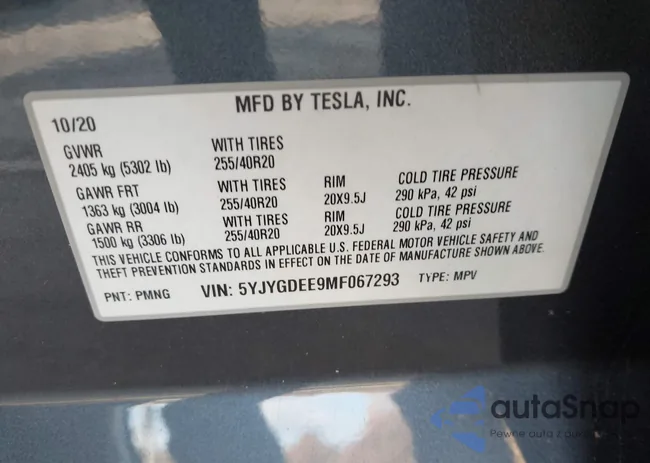 MFD BY TESLA, INC.
10/20
GVWR WITH TIRES
2405 kg (5302 lb) 255/40R20
GAWR FRT WITH TIRES RIM COLD TIRE PRESSURE
1363 kg (3004 lb) 255/40R20 20X9.5J 290 kPa, 42 psi
GAWR RR WITH TIRES RIM COLD TIRE PRESSURE
1500 kg (3306 lb) 255/40R20 20X9.5J 290 kPa, 42 psi
THIS VEHICLE CONFORMS TO ALL APPLICABLE U.S. FEDERAL MOTOR VEHICLE SAFETY AND
THEFT PREVENTION STANDARDS IN EFFECT ON THE DATE OF MANUFACTURE SHOWN ABOVE.
PNT: PMNG VIN: 5YJYGDEE9MF067293 TYPE: MPV
autaSnap
Pewne auta z